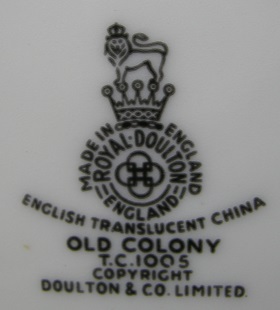 MADE IN ENGLAND
ROYAL·DOULTON
ENGLAND
ENGLISH TRANSLUCENT CHINA
OLD COLONY
T.C.1005
COPYRIGHT
DOULTON & CO. LIMITED.